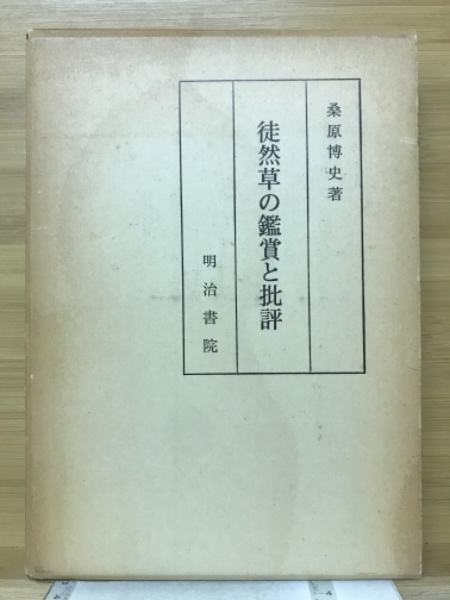 桑原博史著
徒然草の鑑賞と批評
明治書院